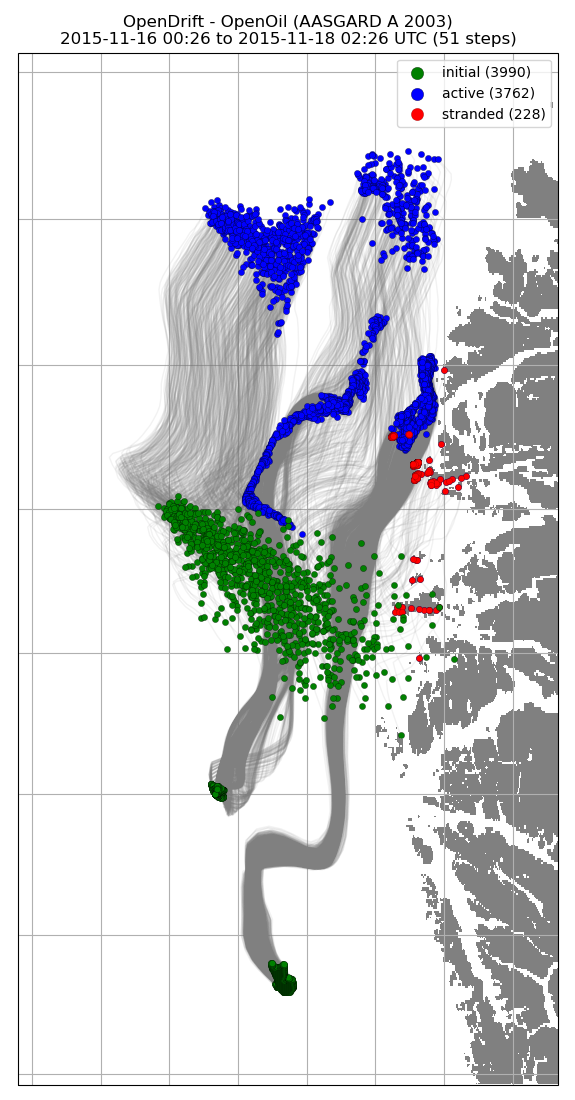 OpenDrift - OpenOil (AASGARD A 2003)
2015-11-16 00:26 to 2015-11-18 02:26 UTC (51 steps)
initial (3990)
active (3762)
stranded (228)